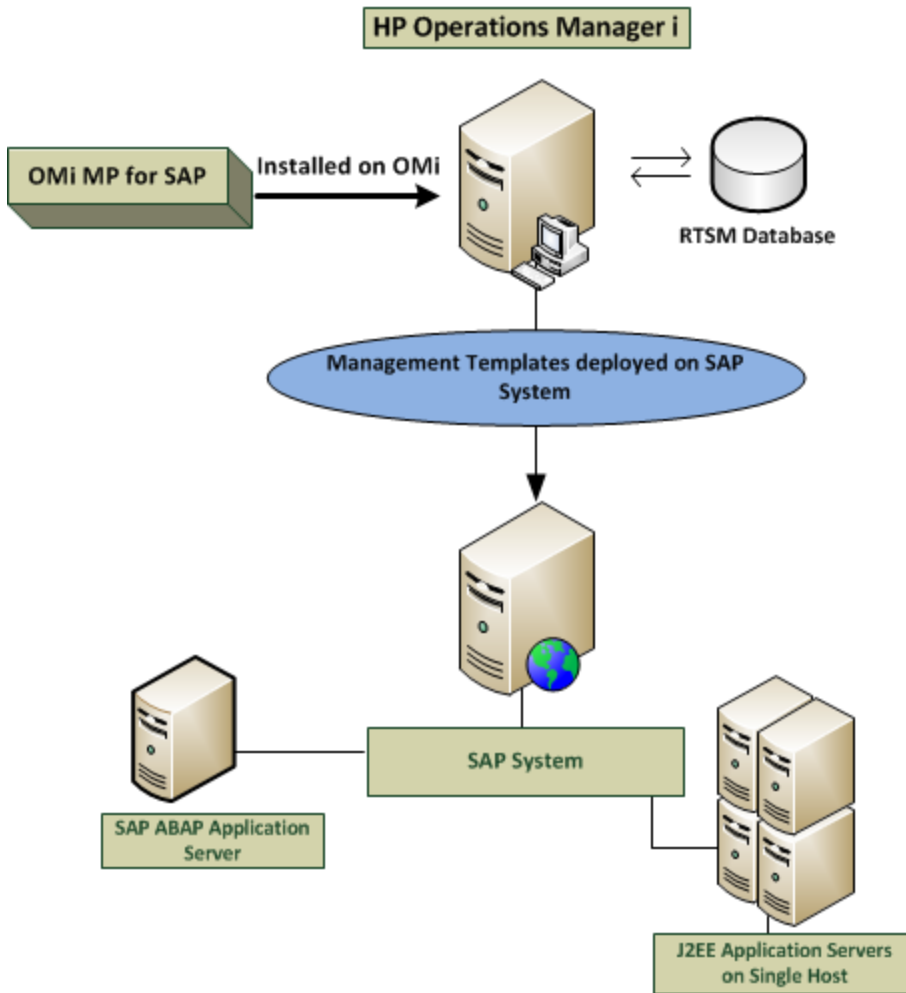 HP Operations Manager i
OMi MP for SAP
Installed on OMi
RTSM Database
Management Templates deployed on SAP
System
SAP System
SAP ABAP Application
Server
J2EE Application Servers
on Single Host